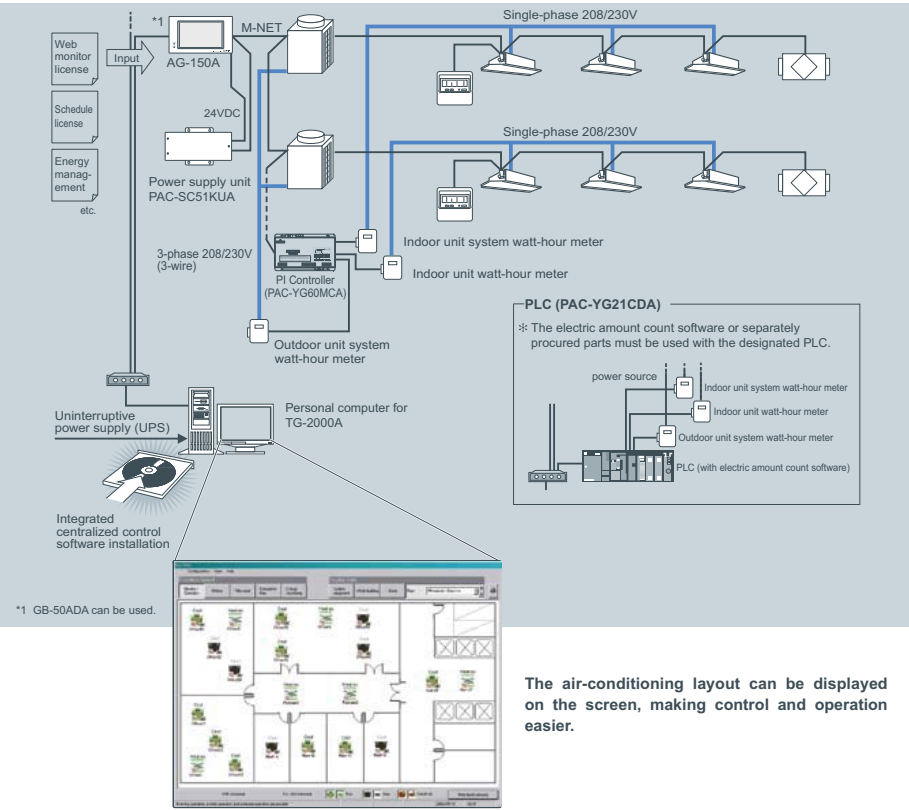 *1
M-NET
Single-phase 208/230V
Web
monitor
license
Input
AG-150A
Schedule
license
24VDC
Energy
manag-
ement
etc.
Power supply unit
PAC-SC51KUA
Single-phase 208/230V
3-phase 208/230V
(3-wire)
PI Controller
(PAC-YG60MCA)
Indoor unit system watt-hour meter
Indoor unit watt-hour meter
Outdoor unit system
watt-hour meter
PLC (PAC-YG21CDA)
✻ The electric amount count software or separately
procured parts must be used with the designated PLC.
power source
Indoor unit system watt-hour meter
Indoor unit watt-hour meter
Outdoor unit system watt-hour meter
PLC (with electric amount count software)
Uninterruptive
power supply (UPS)
Personal computer for
TG-2000A
Integrated
centralized control
software installation
*1 GB-50ADA can be used.
The air-conditioning layout can be displayed
on the screen, making control and operation
easier.